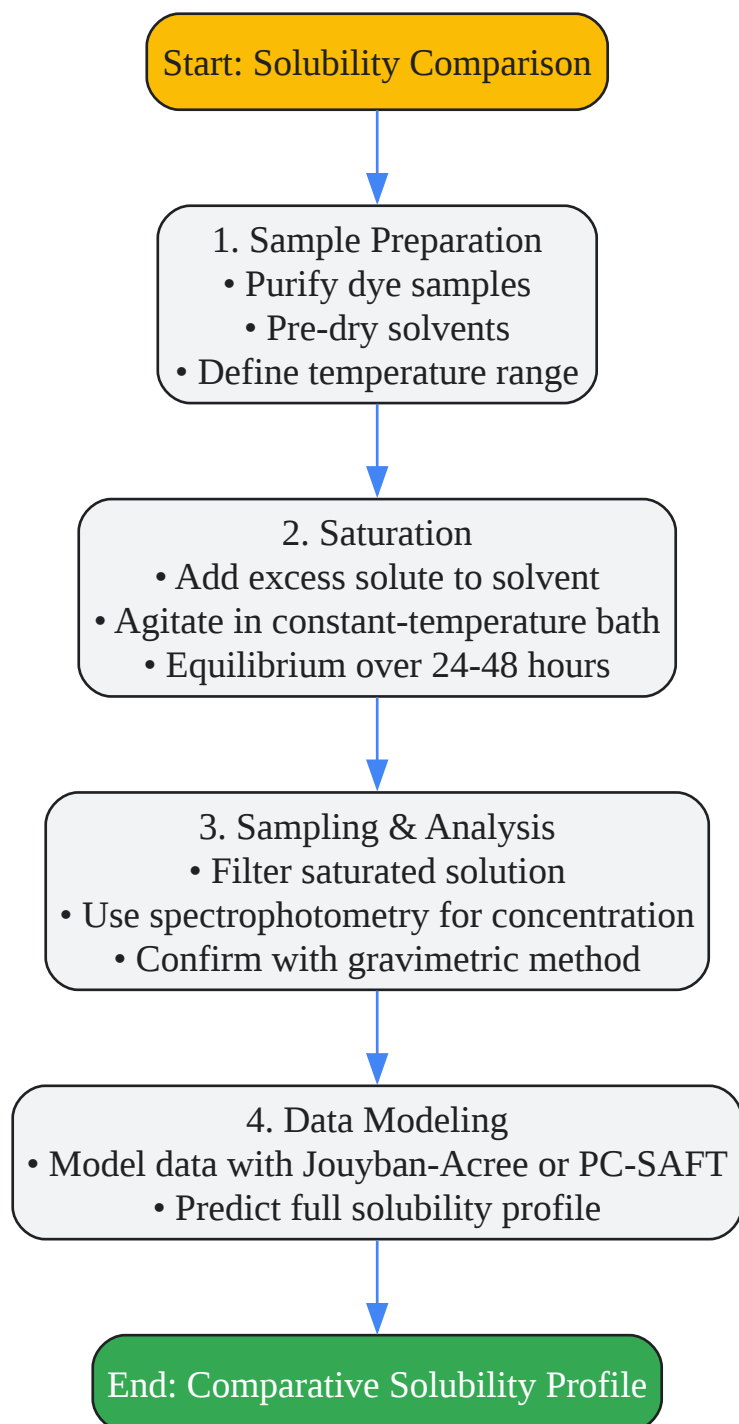 Start: Solubility Comparison
1. Sample Preparation
• Purify dye samples
• Pre-dry solvents
• Define temperature range
2. Saturation
• Add excess solute to solvent
• Agitate in constant-temperature bath
• Equilibrium over 24-48 hours
3. Sampling & Analysis
• Filter saturated solution
• Use spectrophotometry for concentration
• Confirm with gravimetric method
4. Data Modeling
• Model data with Jouyban-Acree or PC-SAFT
• Predict full solubility profile
End: Comparative Solubility Profile